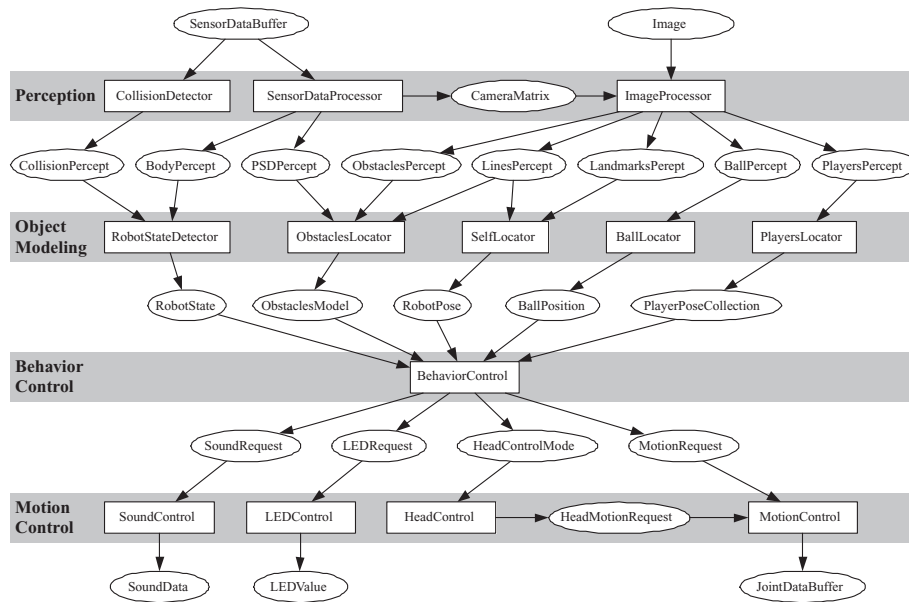 SensorDataBuffer
Image
Perception
CollisionDetector
SensorDataProcessor
CameraMatrix
ImageProcessor
CollisionPercept
BodyPercept
PSDPercept
ObstaclesPercept
LinesPercept
LandmarksPerept
BallPercept
PlayersPercept
Object
Modeling
RobotStateDetector
ObstaclesLocator
SelfLocator
BallLocator
PlayersLocator
RobotState
ObstaclesModel
RobotPose
BallPosition
PlayerPoseCollection
Behavior
Control
BehaviorControl
SoundRequest
LEDRequest
HeadControlMode
MotionRequest
Motion
Control
SoundControl
LEDControl
HeadControl
HeadMotionRequest
MotionControl
SoundData
LEDValue
JointDataBuffer